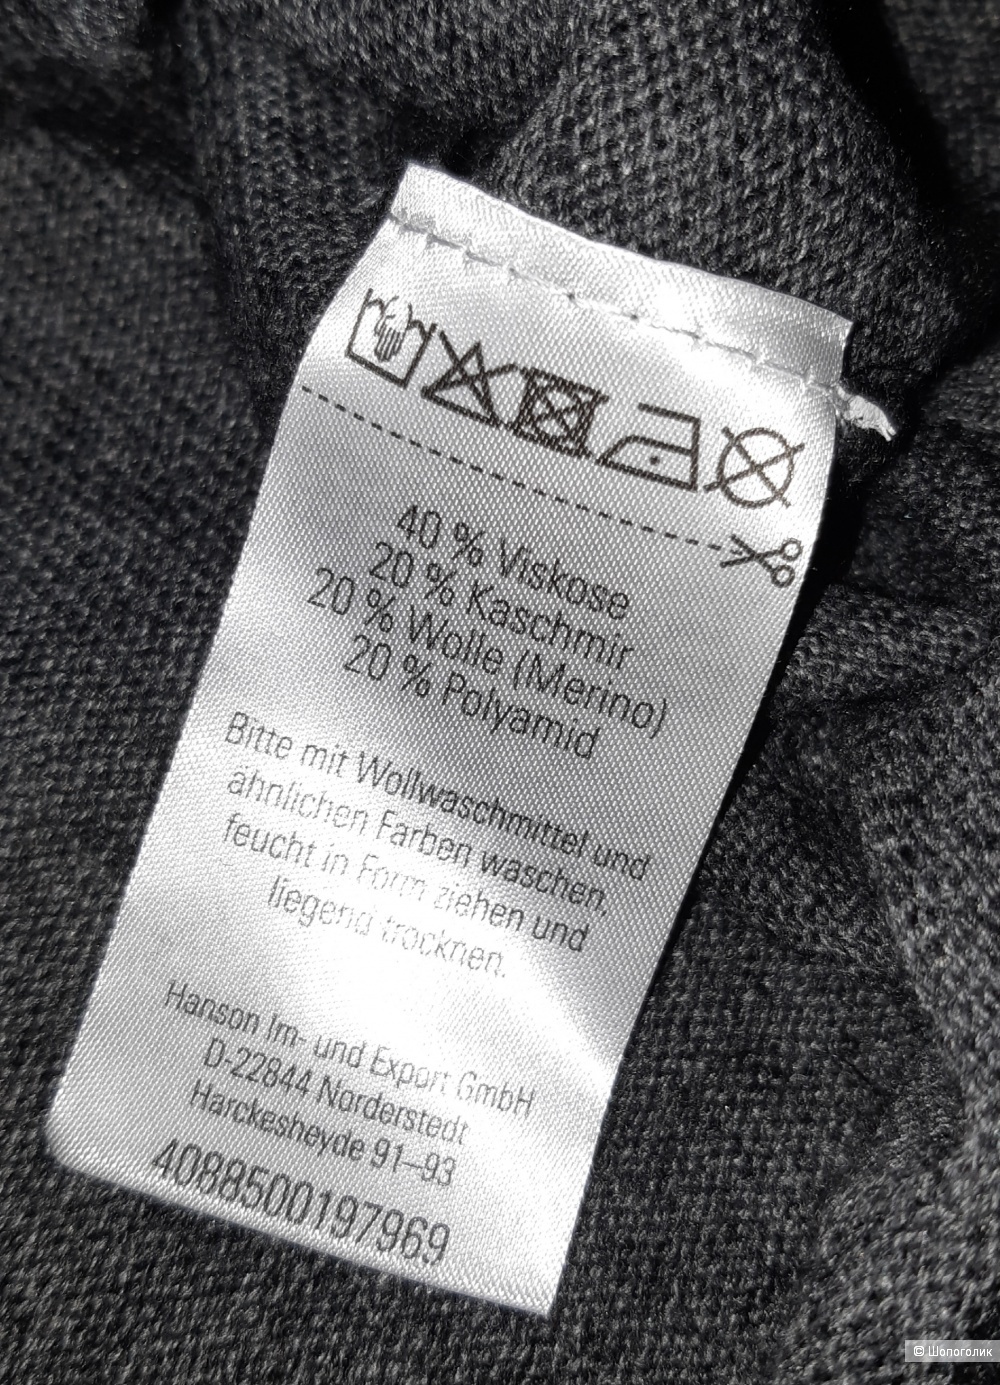 40 % Viskose
20 % Kaschmir
20 % Wolle (Merino)
20 % Polyamid
Bitte mit Wollwaschmittel und
ähnlichen Farben waschen,
feucht in Form ziehen und
liegend trocknen.
Hanson Im- und Export GmbH
D-22844 Norderstedt
Harckesheyde 91–93
4088500197969
© Шопоголик